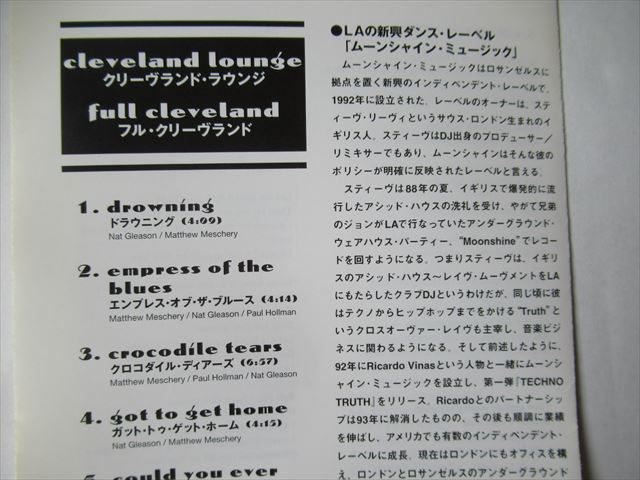 cleveland lounge
クリーヴランド・ラウンジ
full cleveland
フル・クリーヴランド
1. drowning
ドラウニング (4:09)
Nat Gleason / Matthew Meschery
2. empress of the
blues
エンプレス・オブ・ザ・ブルース (4:14)
Matthew Meschery / Nat Gleason / Paul Hollman
3. crocodile tears
クロコダイル・ティアーズ (6:57)
Matthew Meschery / Paul Hollman / Nat Gleason
4. got to get home
ガット・トゥ・ゲット・ホーム (4:15)
Nat Gleason / Matthew Meschery
5. could you ever
●LAの新興ダンス・レーベル
「ムーンシャイン・ミュージック」
ムーンシャイン・ミュージックはロサンゼルスに
拠点を置く新興のインディペンデント・レーベルで、
1992年に設立された。レーベルのオーナーは、ステ
ィーヴ・リーヴィというサウス・ロンドン生まれのイ
ギリス人。スティーヴはDJ出身のプロデューサー／
リミキサーでもあり、ムーンシャインはそんな彼の
ポリシーが明確に反映されたレーベルと言える。
スティーヴは88年の夏、イギリスで爆発的に流
行したアシッド・ハウスの洗礼を受け、やがて兄弟
のジョンがLAで行なっていたアンダーグラウンド・
ウェアハウス・パーティー、“Moonshine”でレコー
ドを回すようになる。つまりスティーヴは、イギリ
スのアシッド・ハウス〜レイヴ・ムーヴメントをLA
にもたらしたクラブDJというわけだが、同じ頃に彼
はテクノからヒップホップまでをかける“Truth”と
いうクロスオーヴァー・レイヴも主宰し、音楽ビジ
ネスに関わるようになる。そして前述したように、
92年にRicardo Vinasという人物と一緒にムーンシ
ャイン・ミュージックを設立し、第一弾『TECHNO
TRUTH』をリリース。Ricardoとのパートナーシッ
プは93年に解消したものの、その後も順調に業績
を伸ばし、アメリカでも有数のインディペンデント・
レーベルに成長。現在はロンドンにもオフィスを構
え、ロンドンとロサンゼルスのアンダーグラウンド